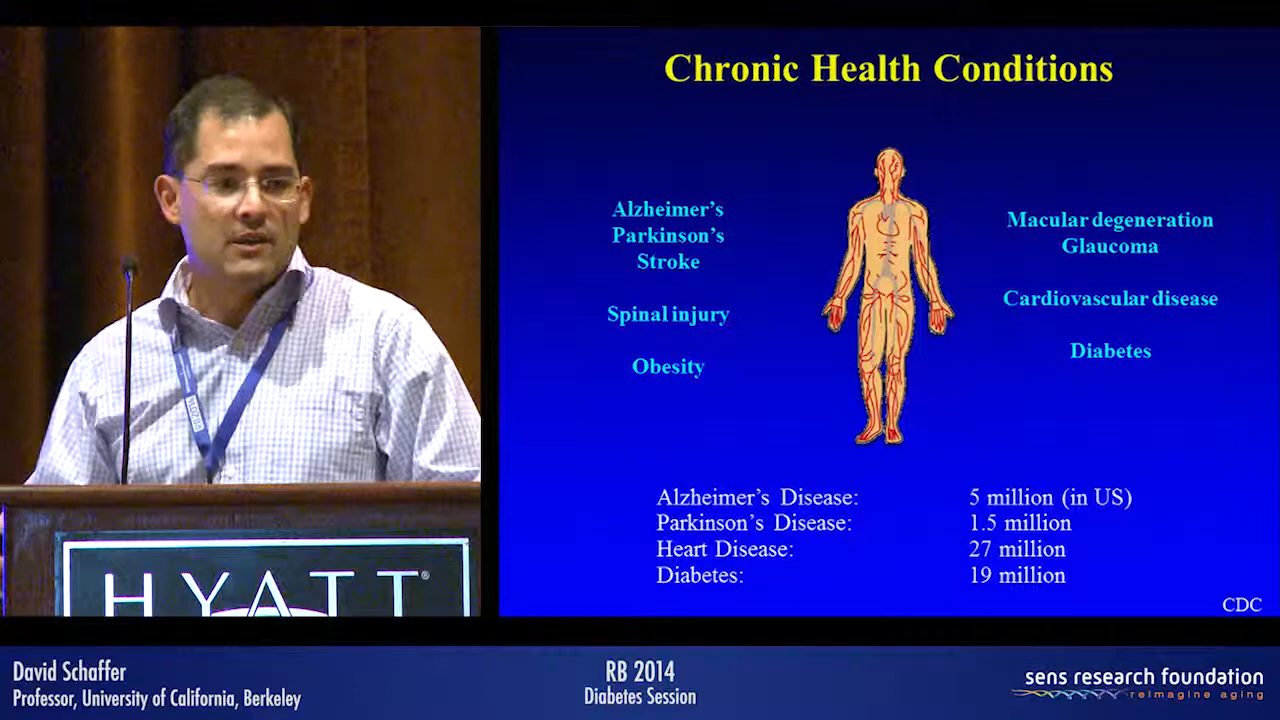 Chronic Health Conditions
Alzheimer's
Parkinson's
Stroke
Spinal injury
Obesity
Macular degeneration
Glaucoma
Cardiovascular disease
Diabetes
Alzheimer's Disease: 5 million (in US)
Parkinson's Disease: 1.5 million
Heart Disease: 27 million
Diabetes: 19 million
CDC
HYATT®
David Schaffer
Professor, University of California, Berkeley
RB 2014
Diabetes Session
sens research foundation
reimagine aging